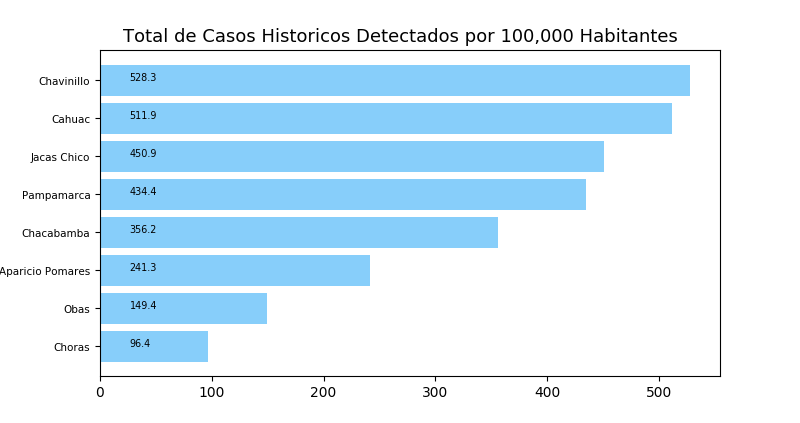 Total de Casos Historicos Detectados por 100,000 Habitantes
Chavinillo 528.3
Cahuac 511.9
Jacas Chico 450.9
Pampamarca 434.4
Chacabamba 356.2
Aparicio Pomares 241.3
Obas 149.4
Choras 96.4
0 100 200 300 400 500